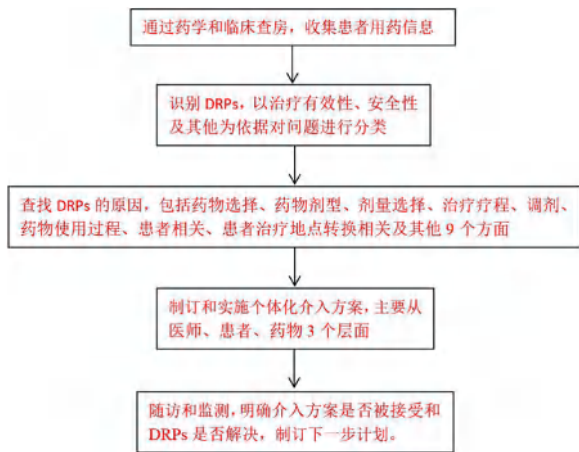 通过药学和临床查房，收集患者用药信息
识别 DRPs，以治疗有效性、安全性
及其他为依据对问题进行分类
查找 DRPs 的原因，包括药物选择、药物剂型、剂量选择、治疗疗程、调剂、
药物使用过程、患者相关、患者治疗地点转换相关及其他 9 个方面
制订和实施个体化介入方案，主要从
医师、患者、药物 3 个层面
随访和监测，明确介入方案是否被接受和
DRPs 是否解决，制订下一步计划。